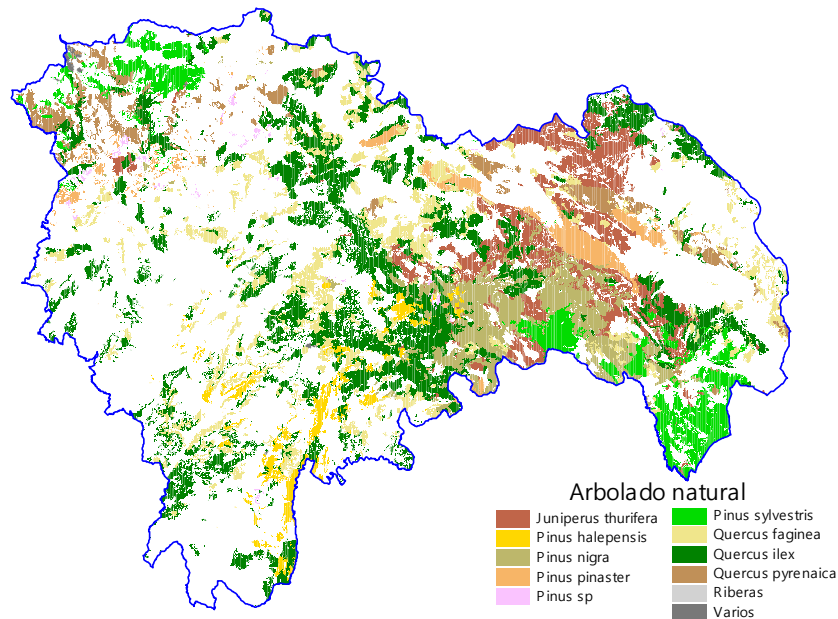 Arbolado natural
Juniperus thurifera
Pinus halepensis
Pinus nigra
Pinus pinaster
Pinus sp
Pinus sylvestris
Quercus faginea
Quercus ilex
Quercus pyrenaica
Riberas
Varios